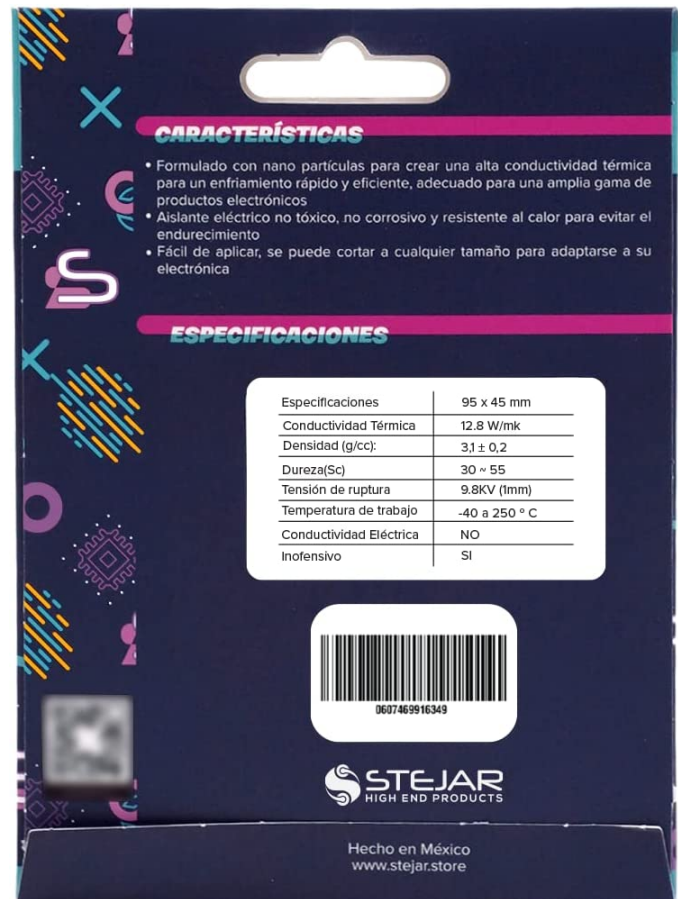 CARACTERÍSTICAS
• Formulado con nano partículas para crear una alta conductividad térmica
para un enfriamiento rápido y eficiente, adecuado para una amplia gama de
productos electrónicos
• Aislante eléctrico no tóxico, no corrosivo y resistente al calor para evitar el
endurecimiento
• Fácil de aplicar, se puede cortar a cualquier tamaño para adaptarse a su
electrónica
ESPECIFICACIONES
Especificaciones 95 x 45 mm
Conductividad Térmica 12.8 W/mk
Densidad (g/cc): 3,1 ± 0,2
Dureza(Sc) 30 ~ 55
Tensión de ruptura 9.8KV (1mm)
Temperatura de trabajo -40 a 250 º C
Conductividad Eléctrica NO
Inofensivo SI
0607469916349
STEJAR
HIGH END PRODUCTS
Hecho en México
www.stejar.store